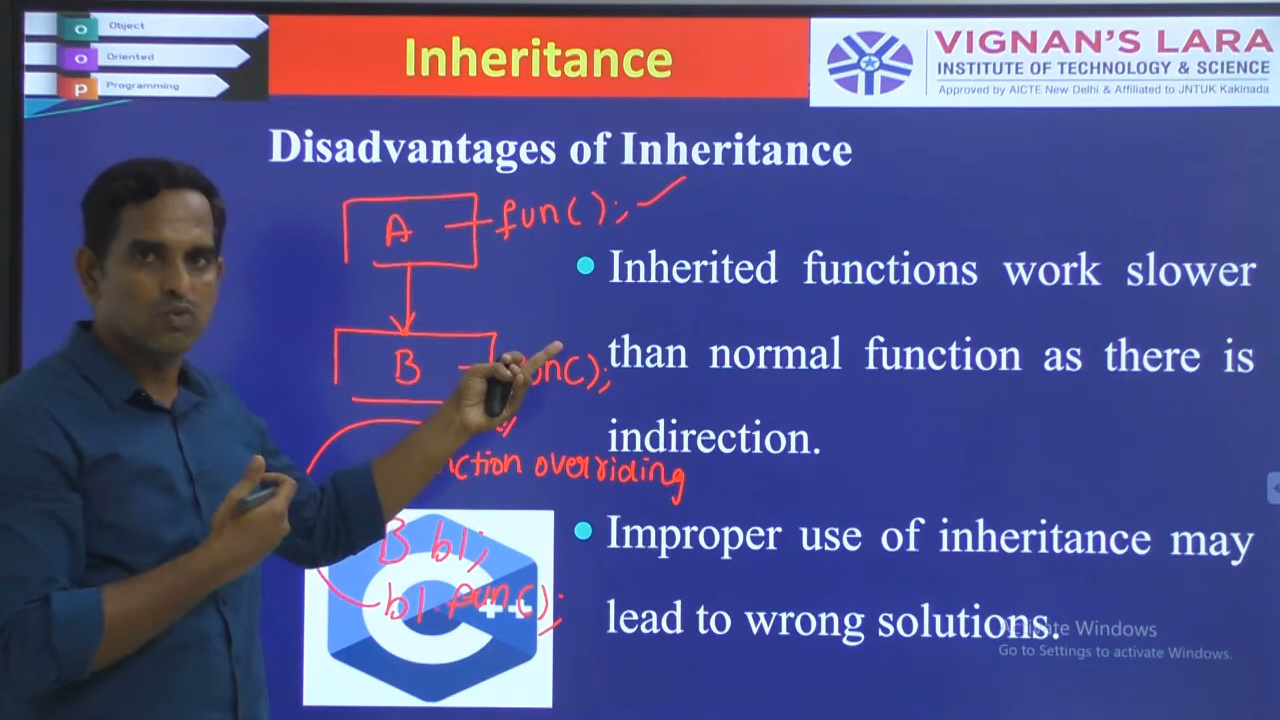 Object
Oriented
Programming
O
O
P
Inheritance
VIGNAN'S LARA
INSTITUTE OF TECHNOLOGY & SCIENCE
Approved by AICTE New Delhi & Affiliated to JNTUK Kakinada
Disadvantages of Inheritance
A fun();
B
Inherited functions work slower
than normal function as there is
indirection.
overriding
B b1;
b1.fun();
++
Improper use of inheritance may
lead to wrong solutions.
Activate Windows
Go to Settings to activate Windows.